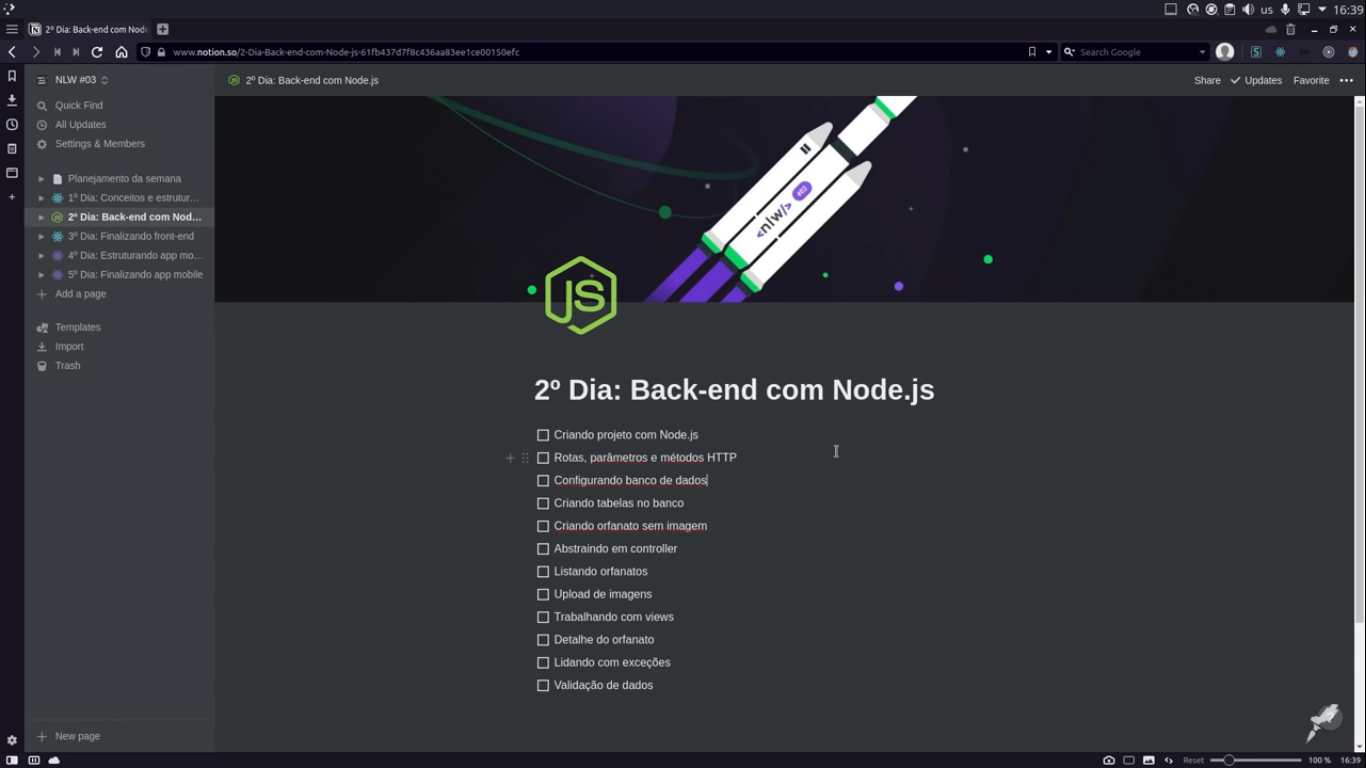 us
16:39
2º Dia: Back-end com Node
www.notion.so/2-Dia-Back-end-com-Node-js-61fb437d7f8c436aa83ee1ce00150efc
Search Google
NLW #03
2º Dia: Back-end com Node.js
Share
Updates
Favorite
Quick Find
All Updates
Settings & Members
Planejamento da semana
1º Dia: Conceitos e estrutur...
2º Dia: Back-end com Nod...
3º Dia: Finalizando front-end
4º Dia: Estruturando app mo...
5º Dia: Finalizando app mobile
Add a page
Templates
Import
Trash
New page
<nlw/>
JS
2º Dia: Back-end com Node.js
Criando projeto com Node.js
Rotas, parâmetros e métodos HTTP
Configurando banco de dados
Criando tabelas no banco
Criando orfanato sem imagem
Abstraindo em controller
Listando orfanatos
Upload de imagens
Trabalhando com views
Detalhe do orfanato
Lidando com exceções
Validação de dados
Reset
100 %
16:39